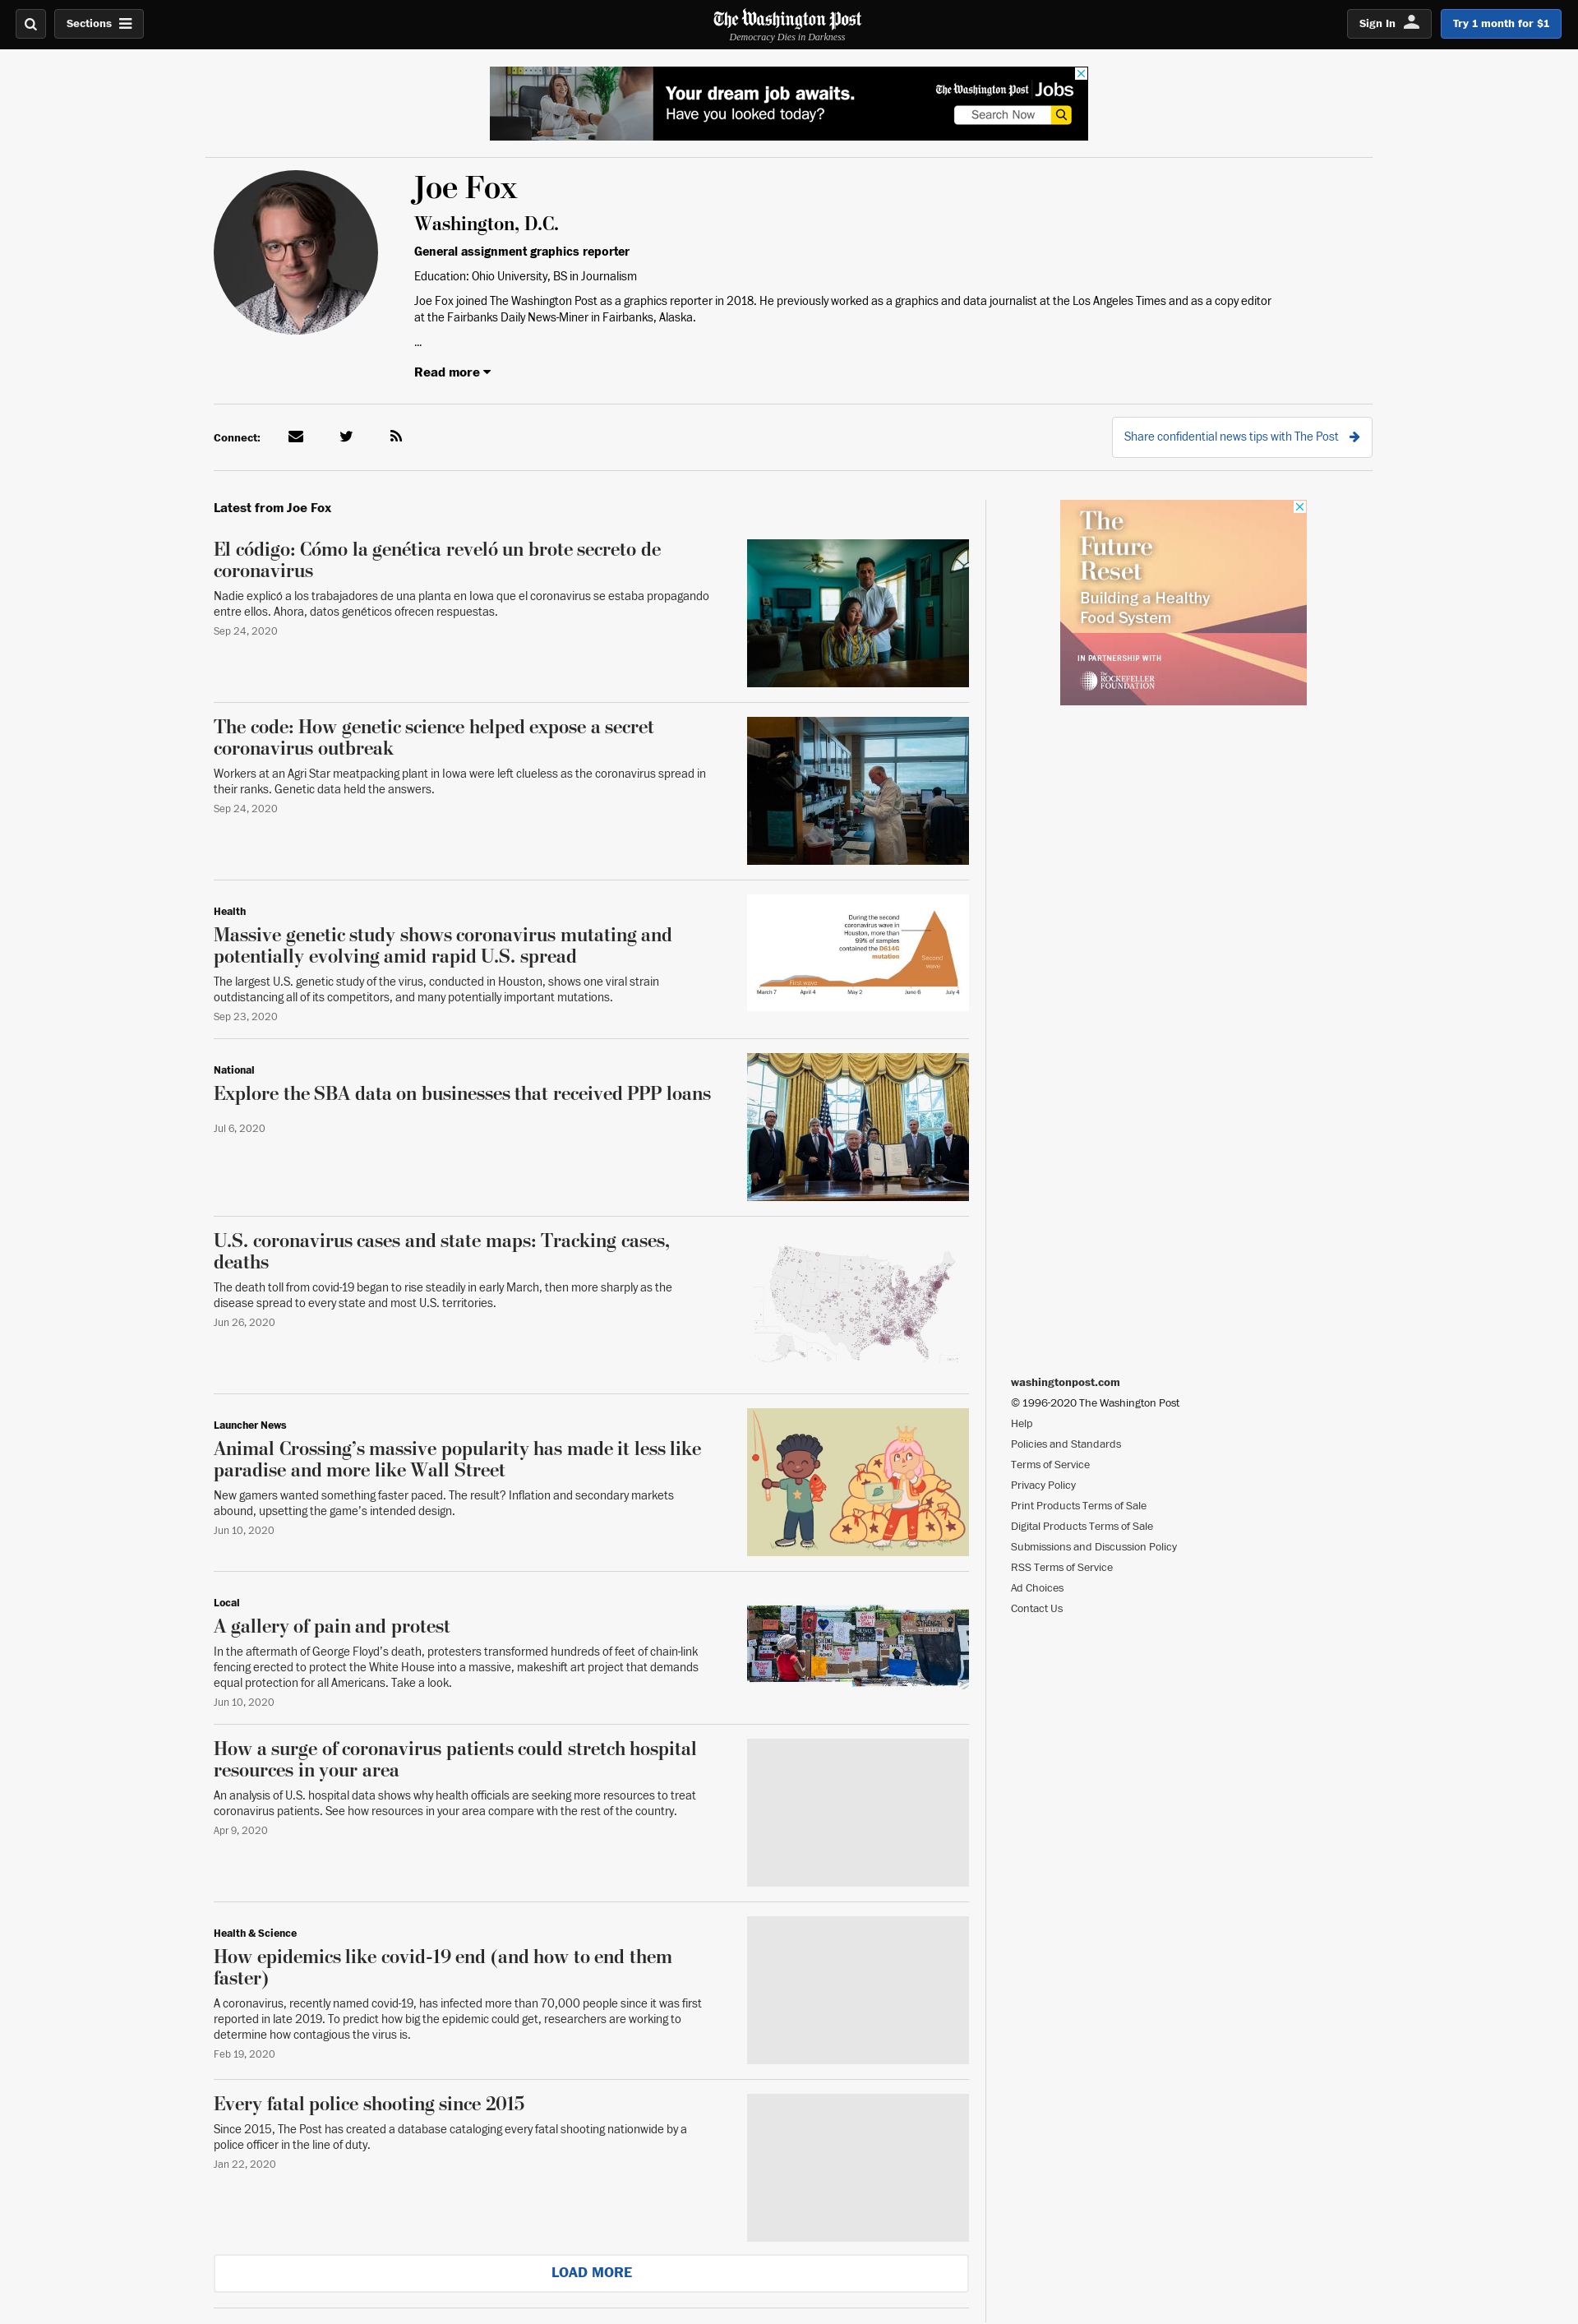 Sections
The Washington Post
Democracy Dies in Darkness
Sign In
Try 1 month for $1
Your dream job awaits.
Have you looked today?
The Washington Post Jobs
Search Now
Joe Fox
Washington, D.C.
General assignment graphics reporter
Education: Ohio University, BS in Journalism
Joe Fox joined The Washington Post as a graphics reporter in 2018. He previously worked as a graphics and data journalist at the Los Angeles Times and as a copy editor
at the Fairbanks Daily News-Miner in Fairbanks, Alaska.
...
Read more
Connect:
Share confidential news tips with The Post
Latest from Joe Fox
El código: Cómo la genética reveló un brote secreto de
coronavirus
Nadie explicó a los trabajadores de una planta en Iowa que el coronavirus se estaba propagando
entre ellos. Ahora, datos genéticos ofrecen respuestas.
Sep 24, 2020
The
Future
Reset
Building a Healthy
Food System
IN PARTNERSHIP WITH
The
ROCKEFELLER
FOUNDATION
The code: How genetic science helped expose a secret
coronavirus outbreak
Workers at an Agri Star meatpacking plant in Iowa were left clueless as the coronavirus spread in
their ranks. Genetic data held the answers.
Sep 24, 2020
Health
Massive genetic study shows coronavirus mutating and
potentially evolving amid rapid U.S. spread
The largest U.S. genetic study of the virus, conducted in Houston, shows one viral strain
outdistancing all of its competitors, and many potentially important mutations.
Sep 23, 2020
During the second
coronavirus wave in
Houston, more than
99% of samples
contained the D614G
mutation
Second
wave
First wave
March 7 April 4 May 2 June 6 July 4
National
Explore the SBA data on businesses that received PPP loans
Jul 6, 2020
U.S. coronavirus cases and state maps: Tracking cases,
deaths
The death toll from covid-19 began to rise steadily in early March, then more sharply as the
disease spread to every state and most U.S. territories.
Jun 26, 2020
Launcher News
Animal Crossing’s massive popularity has made it less like
paradise and more like Wall Street
New gamers wanted something faster paced. The result? Inflation and secondary markets
abound, upsetting the game’s intended design.
Jun 10, 2020
Local
A gallery of pain and protest
In the aftermath of George Floyd’s death, protesters transformed hundreds of feet of chain-link
fencing erected to protect the White House into a massive, makeshift art project that demands
equal protection for all Americans. Take a look.
Jun 10, 2020
How a surge of coronavirus patients could stretch hospital
resources in your area
An analysis of U.S. hospital data shows why health officials are seeking more resources to treat
coronavirus patients. See how resources in your area compare with the rest of the country.
Apr 9, 2020
Health & Science
How epidemics like covid-19 end (and how to end them
faster)
A coronavirus, recently named covid-19, has infected more than 70,000 people since it was first
reported in late 2019. To predict how big the epidemic could get, researchers are working to
determine how contagious the virus is.
Feb 19, 2020
Every fatal police shooting since 2015
Since 2015, The Post has created a database cataloging every fatal shooting nationwide by a
police officer in the line of duty.
Jan 22, 2020
LOAD MORE
washingtonpost.com
© 1996-2020 The Washington Post
Help
Policies and Standards
Terms of Service
Privacy Policy
Print Products Terms of Sale
Digital Products Terms of Sale
Submissions and Discussion Policy
RSS Terms of Service
Ad Choices
Contact Us